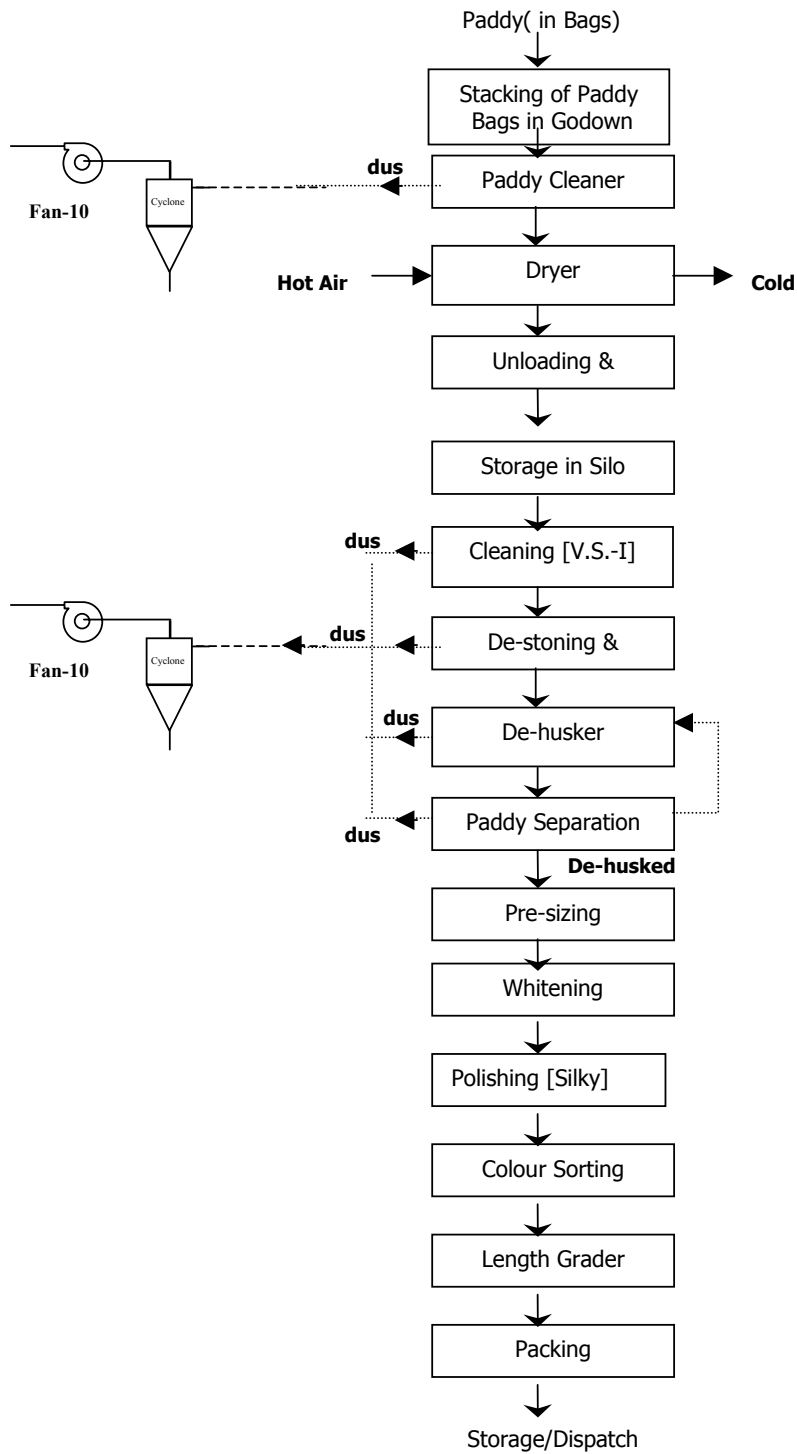 Paddy( in Bags)
Stacking of Paddy
Bags in Godown
dus
Paddy Cleaner
Cyclone
Fan-10
Hot Air
Dryer
Cold
Unloading &
Storage in Silo
dus
Cleaning [V.S.-I]
dus
De-stoning &
Cyclone
Fan-10
dus
De-husker
dus
Paddy Separation
De-husked
Pre-sizing
Whitening
Polishing [Silky]
Colour Sorting
Length Grader
Packing
Storage/Dispatch